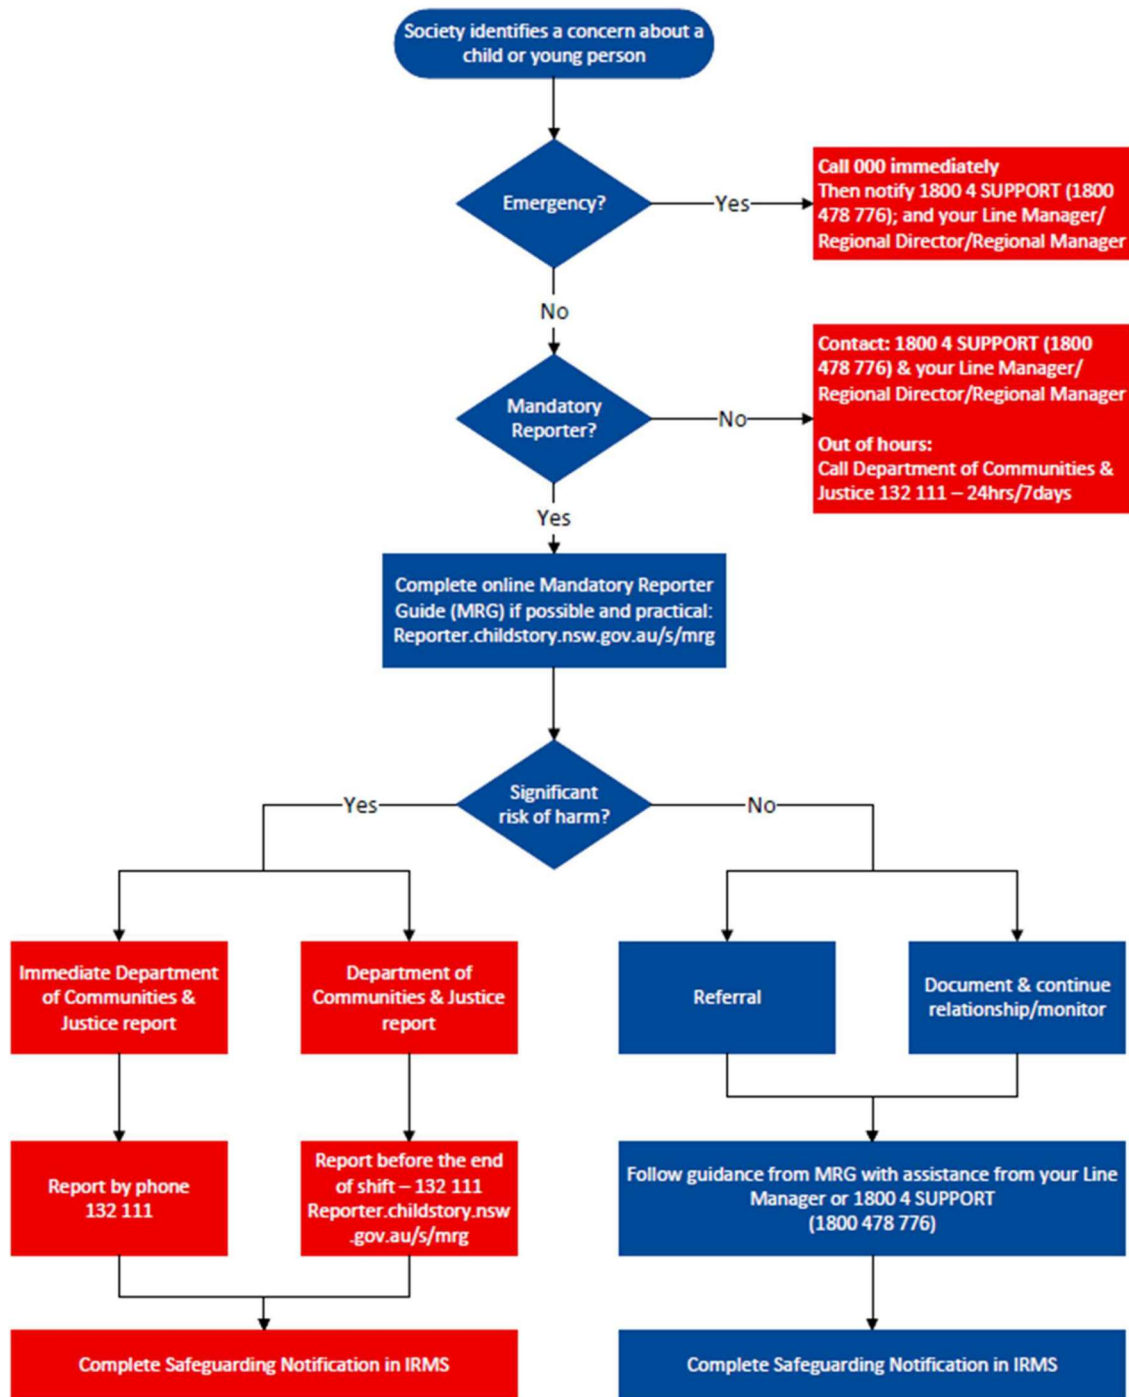 Society identifies a concern about a
child or young person
Emergency?
Yes
Call 000 immediately
Then notify 1800 4 SUPPORT (1800
478 776); and your Line Manager/
Regional Director/Regional Manager
No
Mandatory
Reporter?
No
Contact: 1800 4 SUPPORT (1800
478 776) & your Line Manager/
Regional Director/Regional Manager
Out of hours:
Call Department of Communities &
Justice 132 111 – 24hrs/7days
Yes
Complete online Mandatory Reporter
Guide (MRG) if possible and practical:
Reporter.childstory.nsw.gov.au/s/mrg
Significant
risk of harm?
Yes
No
Immediate Department
of Communities &
Justice report
Department of
Communities & Justice
report
Referral
Document & continue
relationship/monitor
Report by phone
132 111
Report before the end
of shift – 132 111
Reporter.childstory.nsw
.gov.au/s/mrg
Follow guidance from MRG with assistance from your Line
Manager or 1800 4 SUPPORT
(1800 478 776)
Complete Safeguarding Notification in IRMS
Complete Safeguarding Notification in IRMS